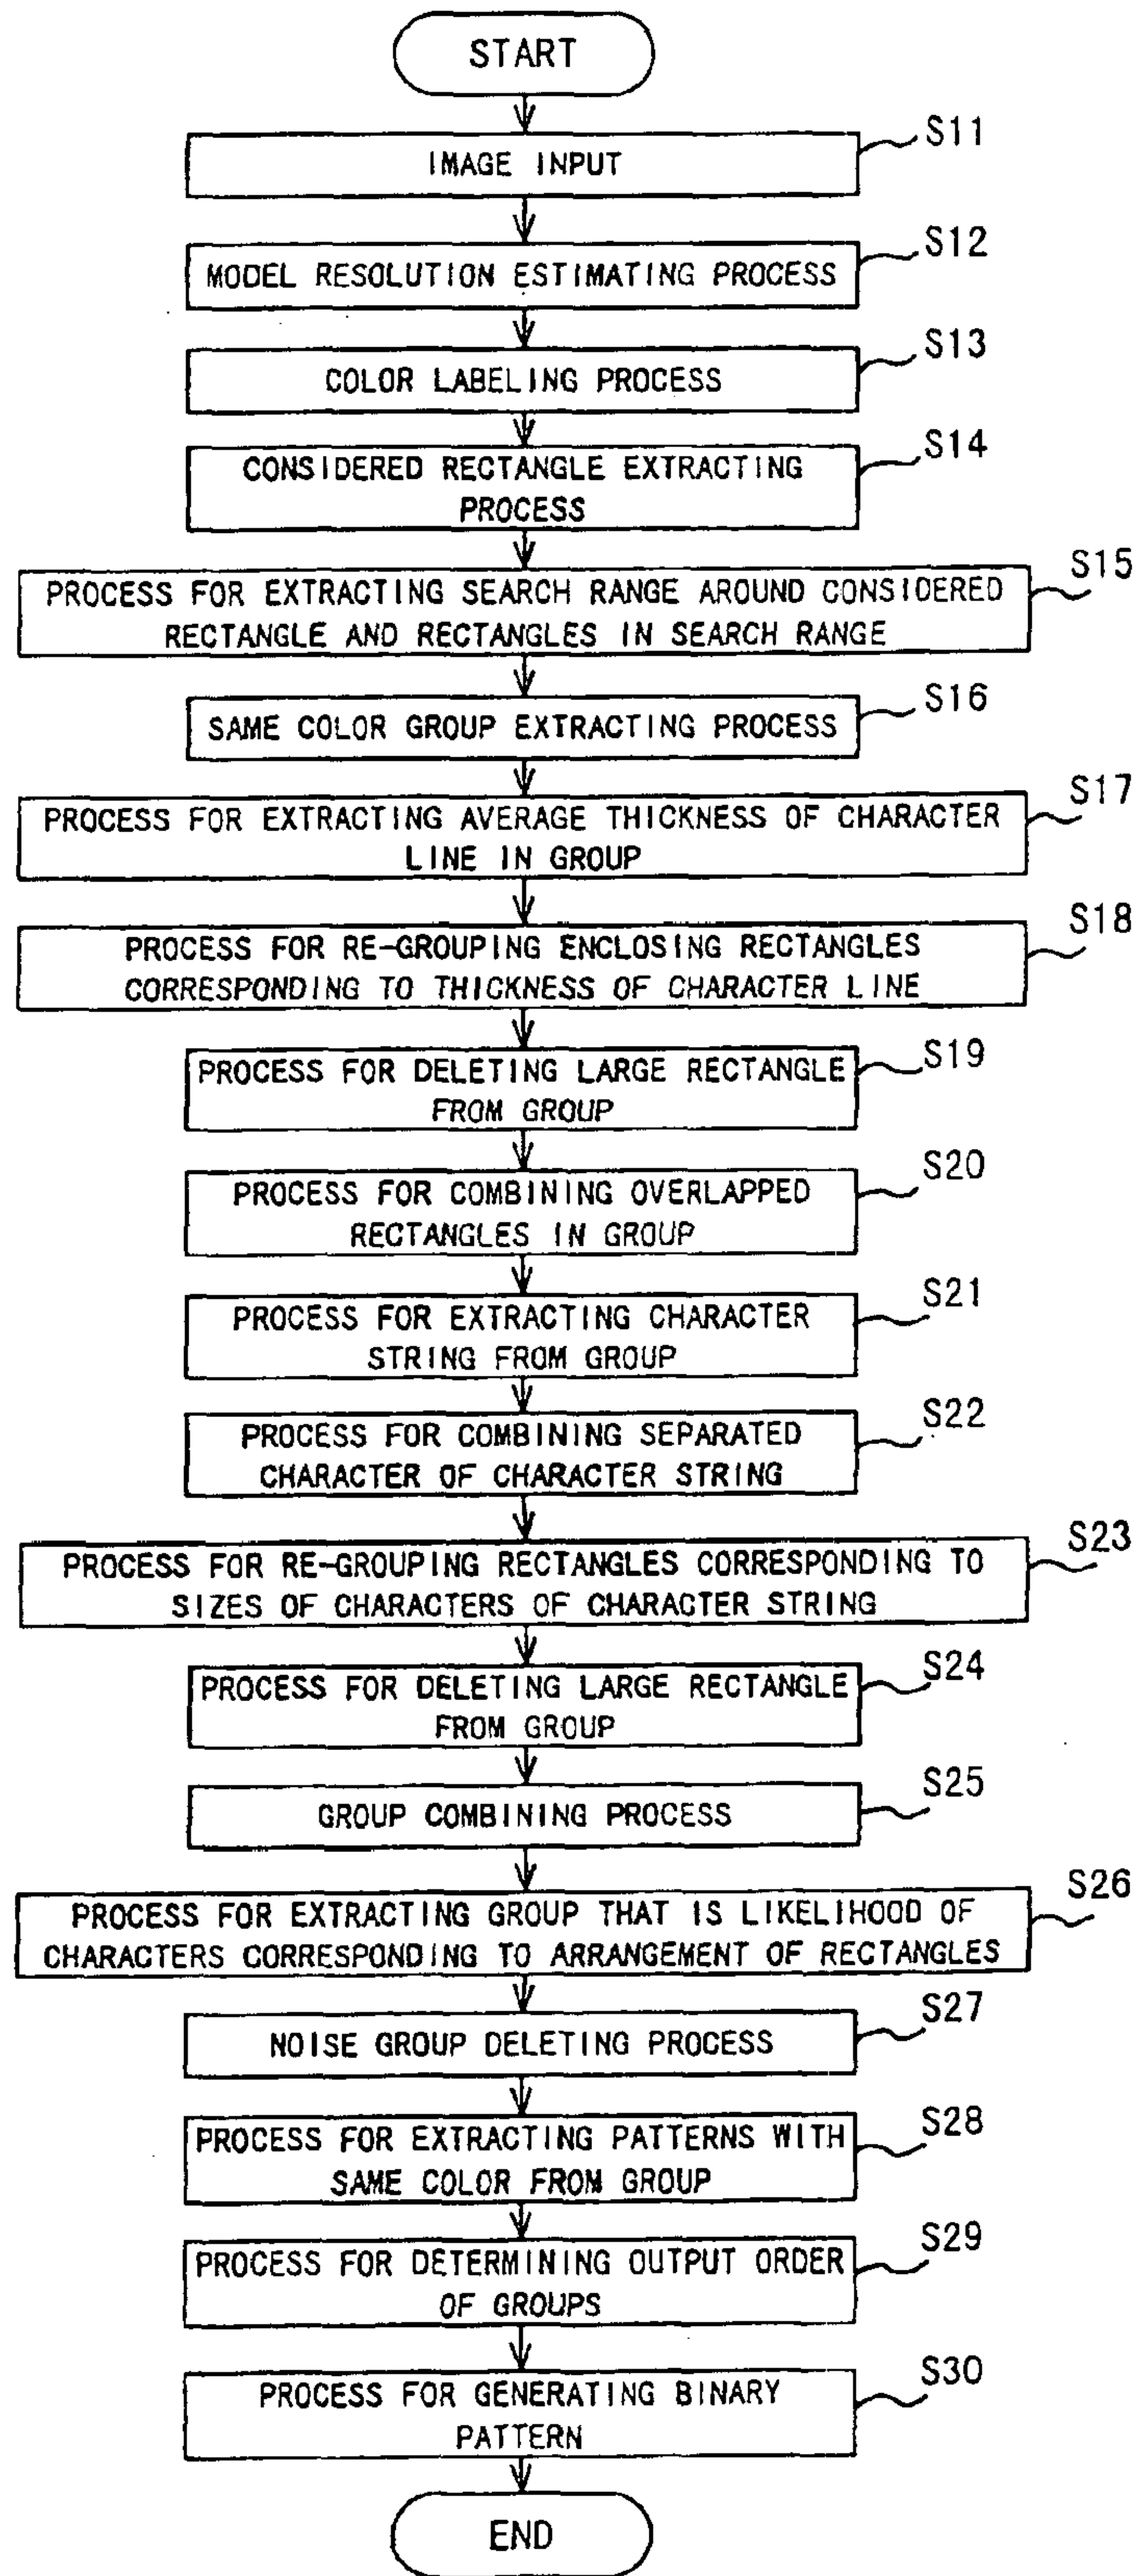 START
S11
IMAGE INPUT
S12
MODEL RESOLUTION ESTIMATING PROCESS
S13
COLOR LABELING PROCESS
S14
CONSIDERED RECTANGLE EXTRACTING
PROCESS
S15
PROCESS FOR EXTRACTING SEARCH RANGE AROUND CONSIDERED
RECTANGLE AND RECTANGLES IN SEARCH RANGE
S16
SAME COLOR GROUP EXTRACTING PROCESS
S17
PROCESS FOR EXTRACTING AVERAGE THICKNESS OF CHARACTER
LINE IN GROUP
S18
PROCESS FOR RE-GROUPING ENCLOSING RECTANGLES
CORRESPONDING TO THICKNESS OF CHARACTER LINE
S19
PROCESS FOR DELETING LARGE RECTANGLE
FROM GROUP
S20
PROCESS FOR COMBINING OVERLAPPED
RECTANGLES IN GROUP
S21
PROCESS FOR EXTRACTING CHARACTER
STRING FROM GROUP
S22
PROCESS FOR COMBINING SEPARATED
CHARACTER OF CHARACTER STRING
S23
PROCESS FOR RE-GROUPING RECTANGLES CORRESPONDING TO
SIZES OF CHARACTERS OF CHARACTER STRING
S24
PROCESS FOR DELETING LARGE RECTANGLE
FROM GROUP
S25
GROUP COMBINING PROCESS
S26
PROCESS FOR EXTRACTING GROUP THAT IS LIKELIHOOD OF
CHARACTERS CORRESPONDING TO ARRANGEMENT OF RECTANGLES
S27
NOISE GROUP DELETING PROCESS
S28
PROCESS FOR EXTRACTING PATTERNS WITH
SAME COLOR FROM GROUP
S29
PROCESS FOR DETERMINING OUTPUT ORDER
OF GROUPS
S30
PROCESS FOR GENERATING BINARY
PATTERN
END